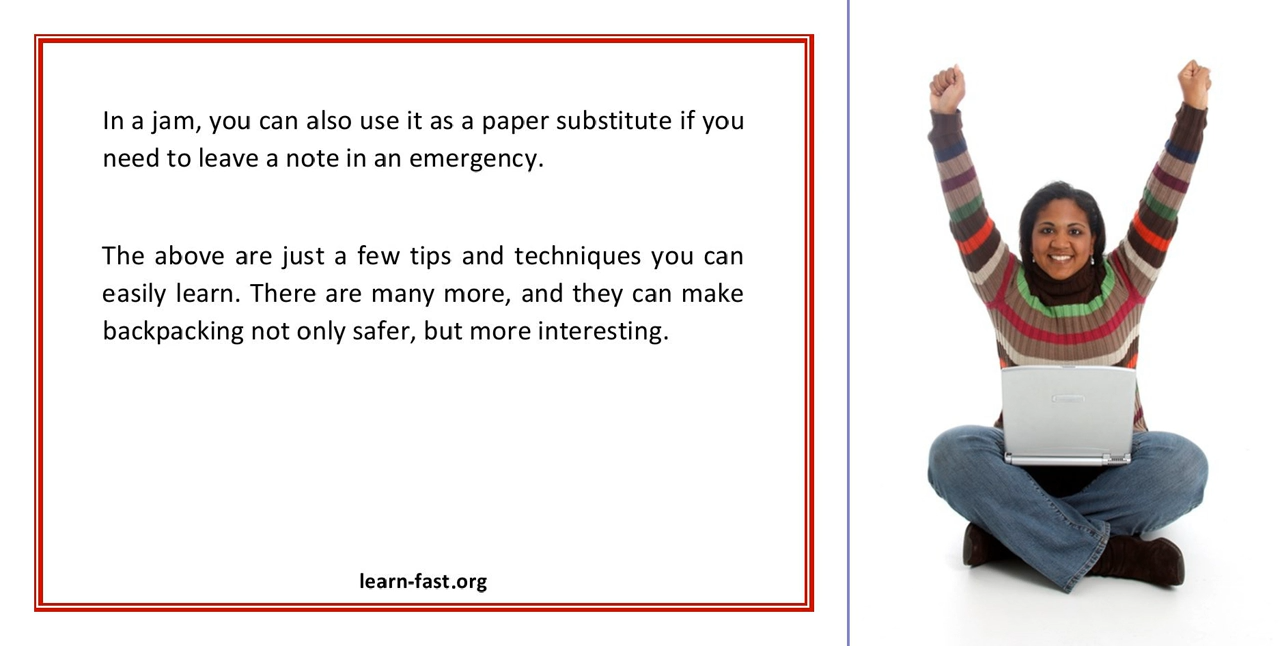 In a jam, you can also use it as a paper substitute if you
need to leave a note in an emergency.
The above are just a few tips and techniques you can
easily learn. There are many more, and they can make
backpacking not only safer, but more interesting.
learn-fast.org